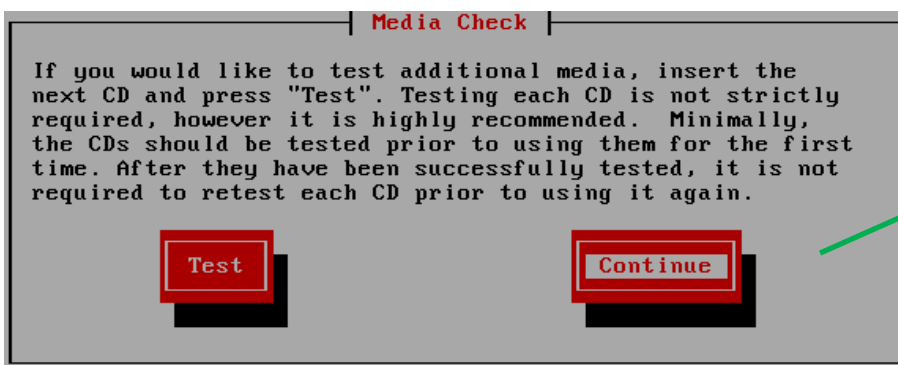 Media Check
If you would like to test additional media, insert the
next CD and press "Test". Testing each CD is not strictly
required, however it is highly recommended.  Minimally,
the CDs should be tested prior to using them for the first
time. After they have been successfully tested, it is not
required to retest each CD prior to using it again.
Test
Continue